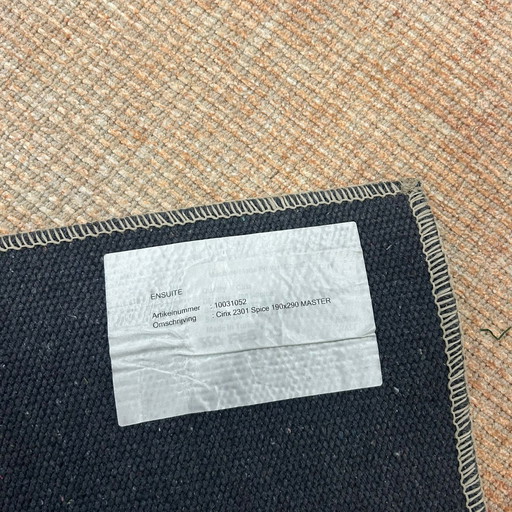 ENSUITE
Artikelnummer : 10031052
Omschrijving : Cinx 2301 Spice 190x290 MASTER